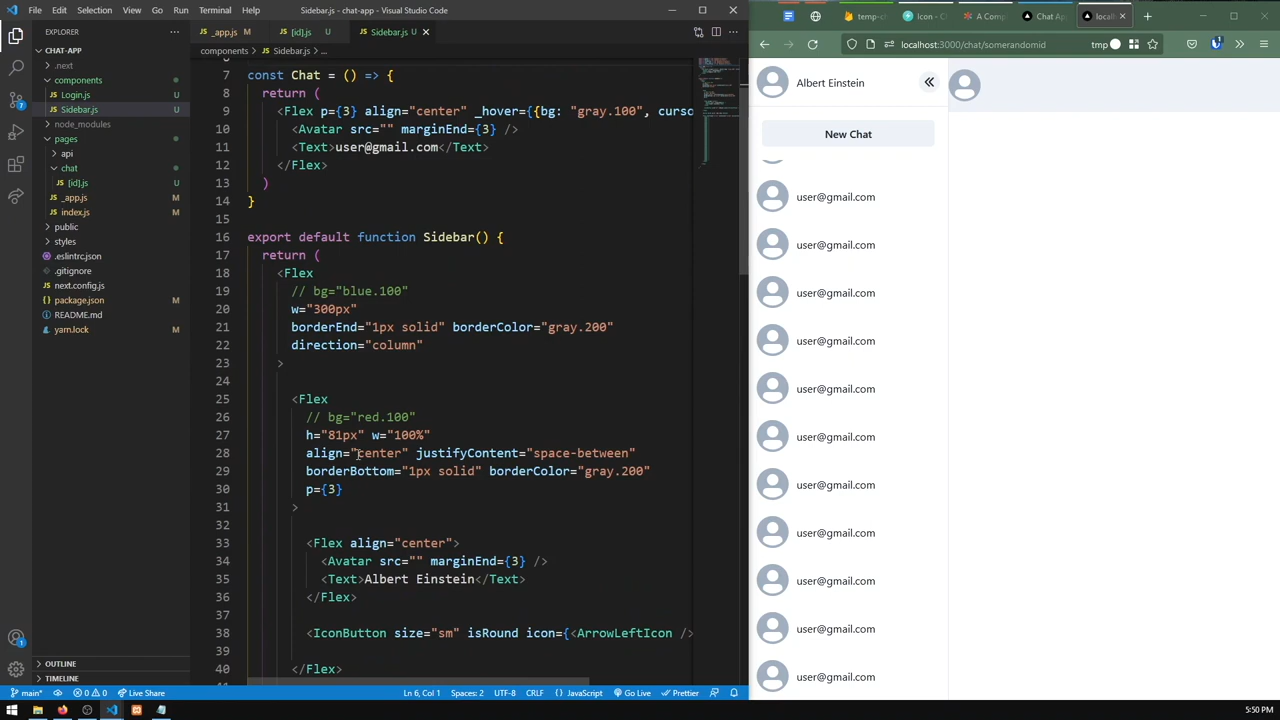 File Edit Selection View Go Run Terminal Help Sidebar.js - chat-app - Visual Studio Code
EXPLORER
CHAT-APP
.next
components
Login.js U
Sidebar.js U
node_modules
pages
api
chat
[id].js U
_app.js M
index.js M
public
styles
.eslintrc.json
.gitignore
next.config.js
package.json M
README.md
yarn.lock M
OUTLINE
TIMELINE
_app.js M [id].js U Sidebar.js U
components > Sidebar.js > ...
6
7 const Chat = () => {
8 return (
9 <Flex p={3} align="center" _hover={{bg: "gray.100", curso
10 <Avatar src="" marginEnd={3} />
11 <Text>user@gmail.com</Text>
12 </Flex>
13 )
14 }
15
16 export default function Sidebar() {
17 return (
18 <Flex
19 // bg="blue.100"
20 w="300px"
21 borderEnd="1px solid" borderColor="gray.200"
22 direction="column"
23 >
24
25 <Flex
26 // bg="red.100"
27 h="81px" w="100%"
28 align="center" justifyContent="space-between"
29 borderBottom="1px solid" borderColor="gray.200"
30 p={3}
31 >
32
33 <Flex align="center">
34 <Avatar src="" marginEnd={3} />
35 <Text>Albert Einstein</Text>
36 </Flex>
37
38 <IconButton size="sm" isRound icon={<ArrowLeftIcon />
39
40 </Flex>
main* 0 0 Live Share Ln 6, Col 1 Spaces: 2 UTF-8 CRLF JavaScript Go Live Prettier
temp-c Icon - A Comp Chat Ap local
localhost:3000/chat/somerandomid tmp
Albert Einstein
New Chat
user@gmail.com
user@gmail.com
user@gmail.com
user@gmail.com
user@gmail.com
user@gmail.com
user@gmail.com
user@gmail.com
user@gmail.com
user@gmail.com
user@gmail.com
5:50 PM